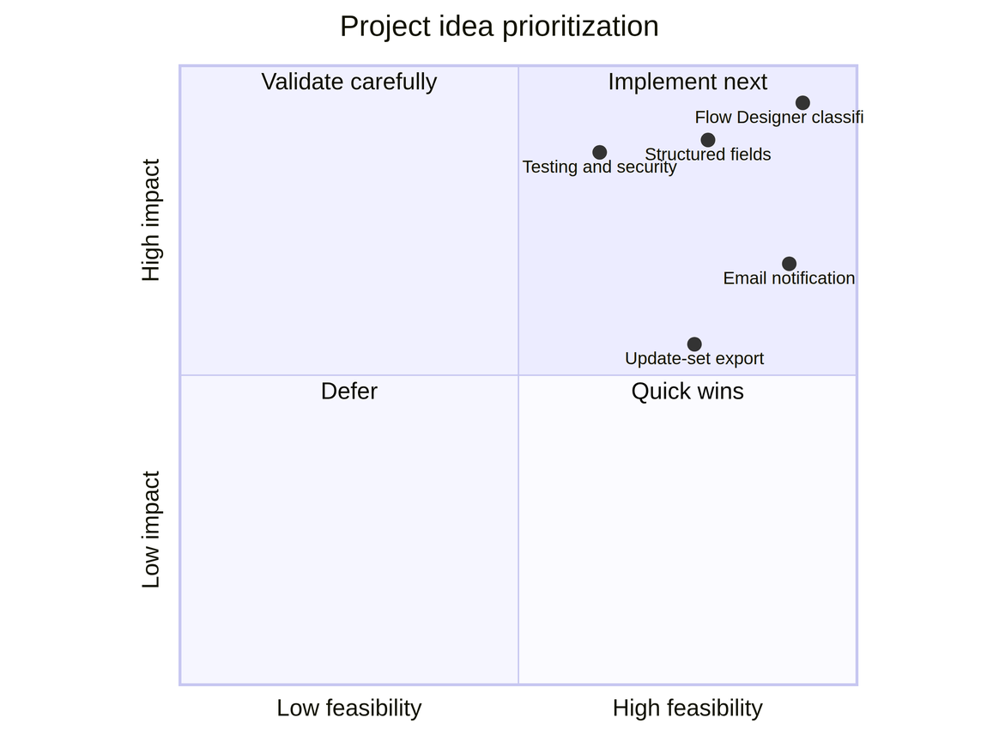 Project idea prioritization
Validate carefully
Implement next
Flow Designer classifi
Structured fields
Testing and security
Email notification
Update-set export
High impact
Defer
Quick wins
Low impact
Low feasibility
High feasibility